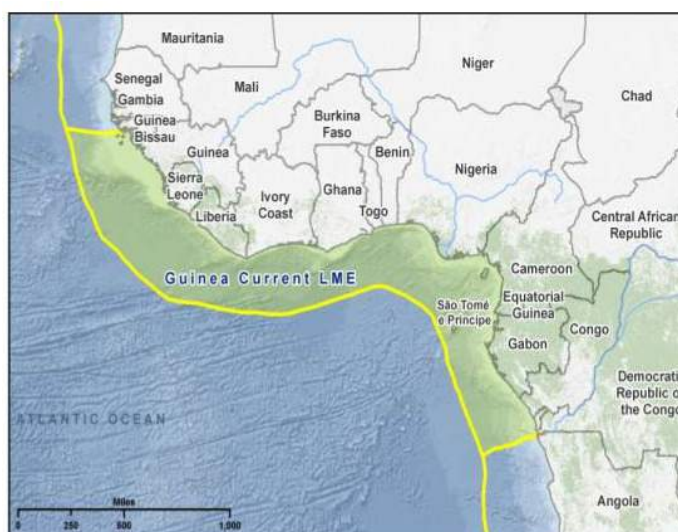 Mauritania
Niger
Mali
Chad
Senegal
Gambia
Guinea
Bissau
Burkina
Faso
Benin
Guinea
Nigeria
Sierra
Leone
Ivory
Coast
Ghana
Togo
Liberia
Central African
Republic
Guinea Current LME
Cameroon
São Tomé
e Príncipe
Equatorial
Guinea
Congo
Gabon
Democrati
Republic o
the Congo
ATLANTIC OCEAN
Angola
Miles
0 250 500 1,000